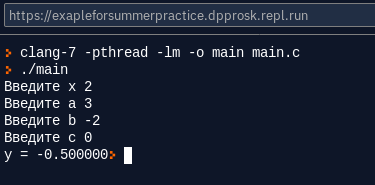 https://exapleforsummerpractice.dpprosk.repl.run
clang-7 -pthread -lm -o main main.c
./main
Введите x 2
Введите a 3
Введите b -2
Введите c 0
y = -0.500000